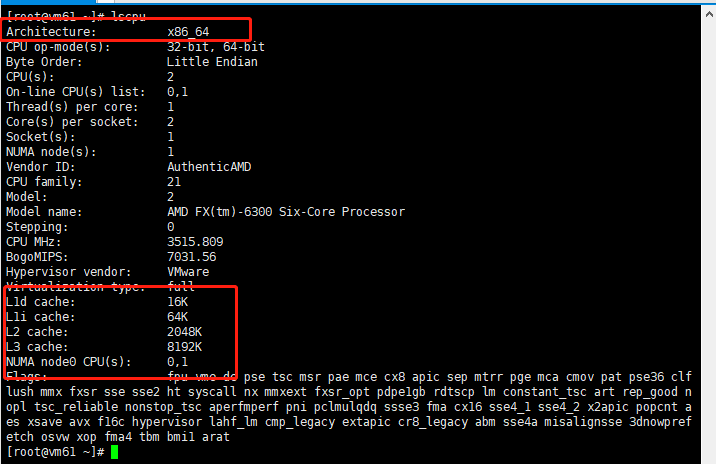 [root@vm61 ~]# lscpu
Architecture: x86_64
CPU op-mode(s): 32-bit, 64-bit
Byte Order: Little Endian
CPU(s): 2
On-line CPU(s) list: 0,1
Thread(s) per core: 1
Core(s) per socket: 2
Socket(s): 1
NUMA node(s): 1
Vendor ID: AuthenticAMD
CPU family: 21
Model: 2
Model name: AMD FX(tm)-6300 Six-Core Processor
Stepping: 0
CPU MHz: 3515.809
BogoMIPS: 7031.56
Hypervisor vendor: VMware
Virtualization type: full
L1d cache: 16K
L1i cache: 64K
L2 cache: 2048K
L3 cache: 8192K
NUMA node0 CPU(s): 0,1
Flags: fpu vme de pse tsc msr pae mce cx8 apic sep mtrr pge mca cmov pat pse36 clf
lush mmx fxsr sse sse2 ht syscall nx mmxext fxsr_opt pdpe1gb rdtscp lm constant_tsc art rep_good n
opl tsc_reliable nonstop_tsc aperfmperf pni pclmulqdq ssse3 fma cx16 sse4_1 sse4_2 x2apic popcnt a
es xsave avx f16c hypervisor lahf_lm cmp_legacy extapic cr8_legacy abm sse4a misalignsse 3dnowpref
etch osvw xop fma4 tbm bmi1 arat
[root@vm61 ~]#